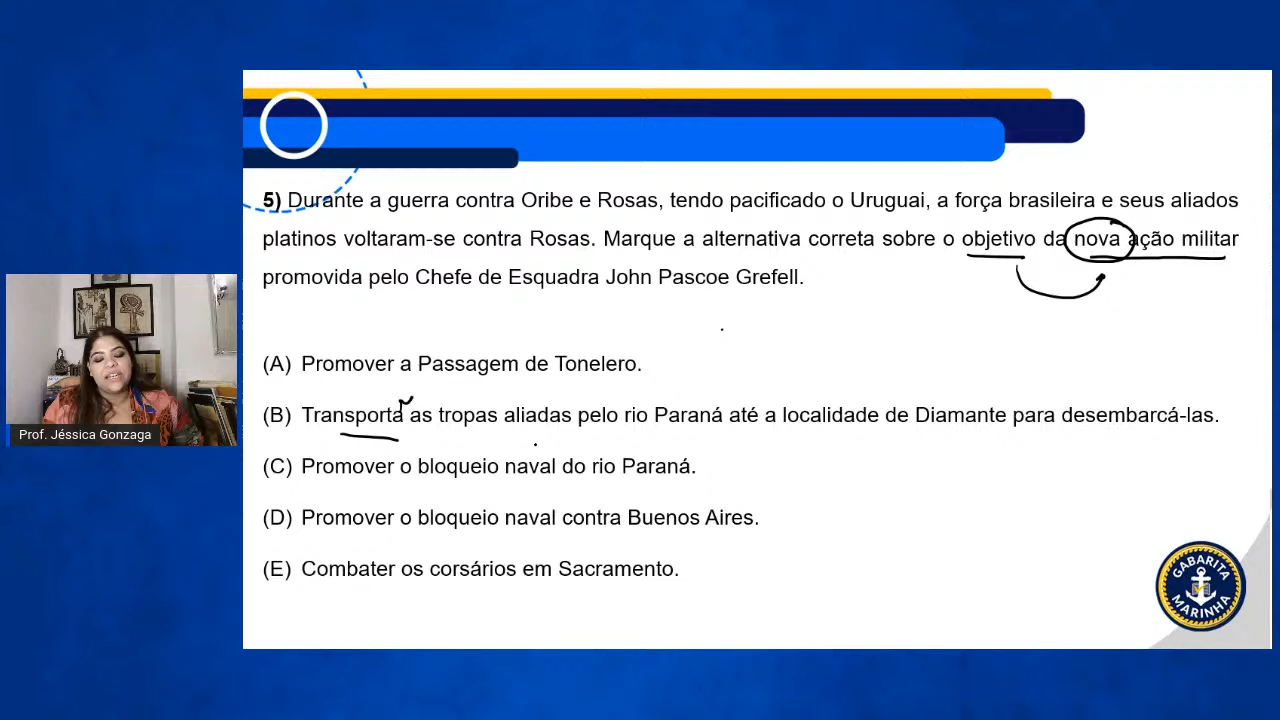 5) Durante a guerra contra Oribe e Rosas, tendo pacificado o Uruguai, a força brasileira e seus aliados
platinos voltaram-se contra Rosas. Marque a alternativa correta sobre o objetivo da nova ação militar
promovida pelo Chefe de Esquadra John Pascoe Grefell.
(A) Promover a Passagem de Tonelero.
(B) Transporta as tropas aliadas pelo rio Paraná até a localidade de Diamante para desembarcá-las.
(C) Promover o bloqueio naval do rio Paraná.
(D) Promover o bloqueio naval contra Buenos Aires.
(E) Combater os corsários em Sacramento.
Prof. Jéssica Gonzaga
GABARITA
MARINHA